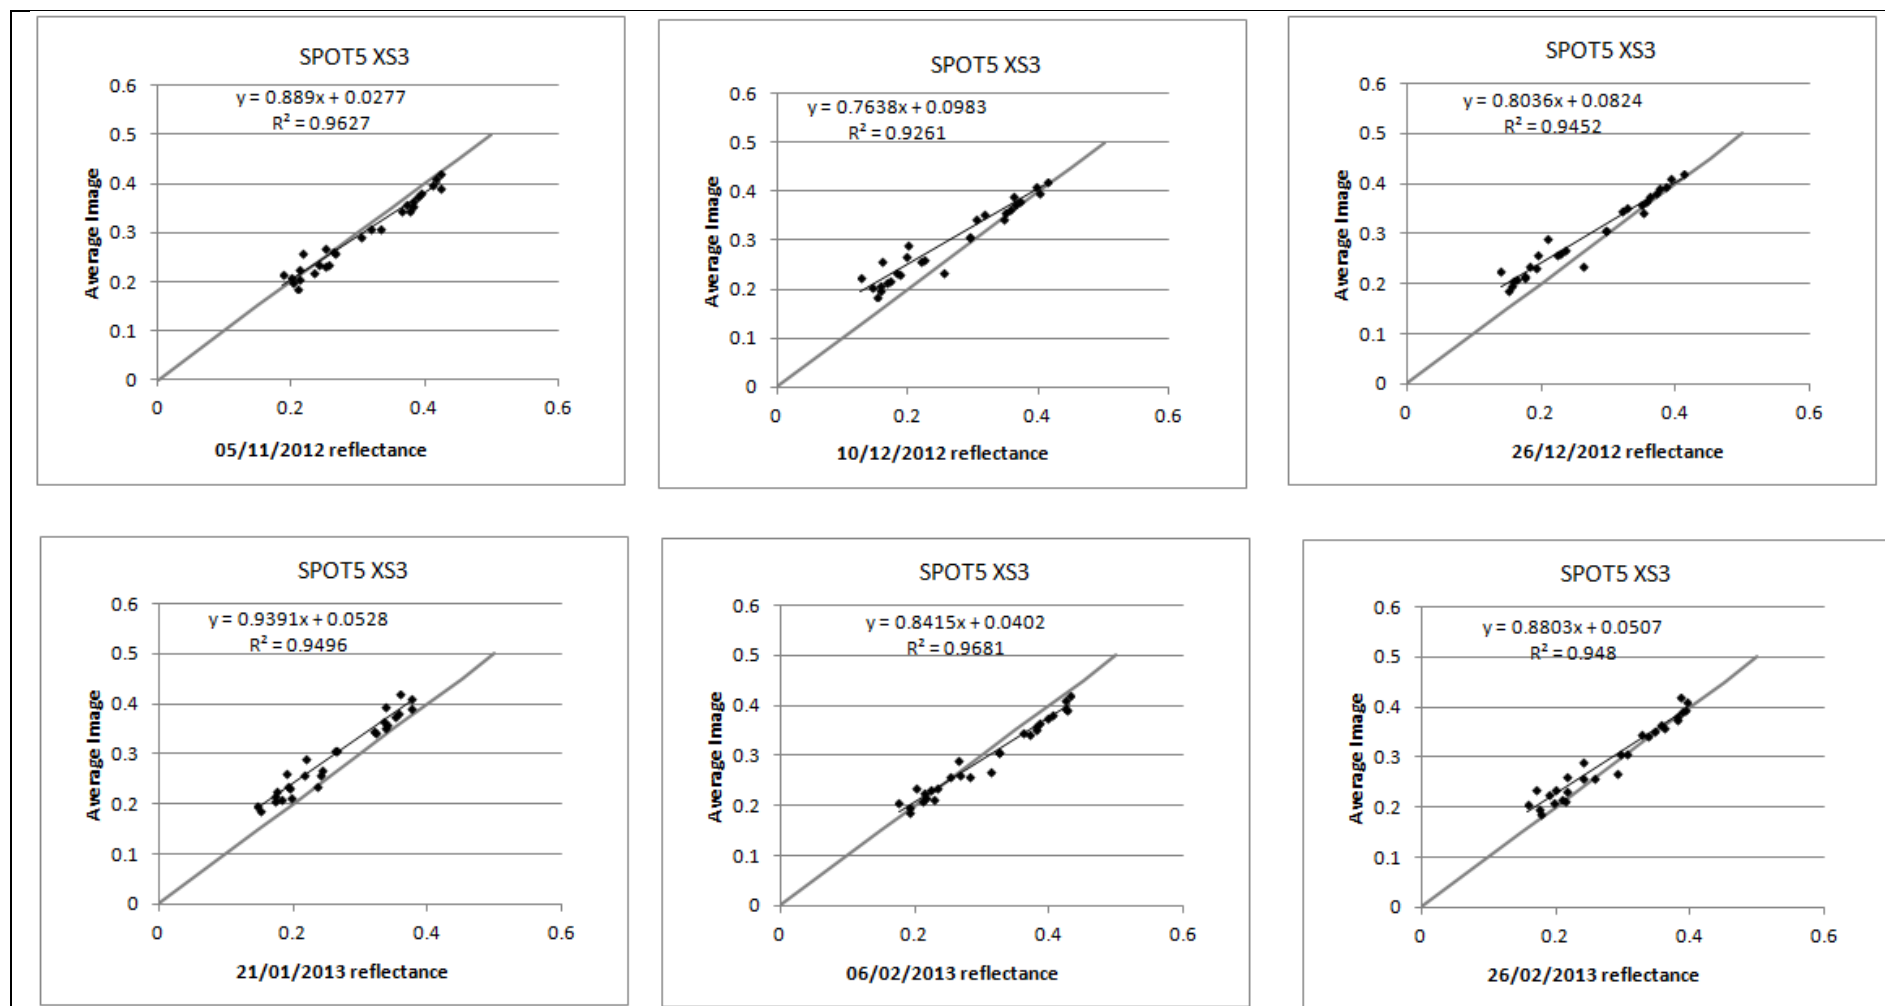 SPOT5 XS3
y = 0.889x + 0.0277
R² = 0.9627
Average Image
0.6
0.5
0.4
0.3
0.2
0.1
0
0 0.2 0.4 0.6
05/11/2012 reflectance
SPOT5 XS3
y = 0.7638x + 0.0983
R² = 0.9261
Average Image
0.6
0.5
0.4
0.3
0.2
0.1
0
0 0.2 0.4 0.6
10/12/2012 reflectance
SPOT5 XS3
y = 0.8036x + 0.0824
R² = 0.9452
Average Image
0.6
0.5
0.4
0.3
0.2
0.1
0
0 0.2 0.4 0.6
26/12/2012 reflectance
SPOT5 XS3
y = 0.9391x + 0.0528
R² = 0.9496
Average Image
0.6
0.5
0.4
0.3
0.2
0.1
0
0 0.2 0.4 0.6
21/01/2013 reflectance
SPOT5 XS3
y = 0.8415x + 0.0402
R² = 0.9681
Average Image
0.6
0.5
0.4
0.3
0.2
0.1
0
0 0.2 0.4 0.6
06/02/2013 reflectance
SPOT5 XS3
y = 0.8803x + 0.0507
R² = 0.948
Average Image
0.6
0.5
0.4
0.3
0.2
0.1
0
0 0.2 0.4 0.6
26/02/2013 reflectance